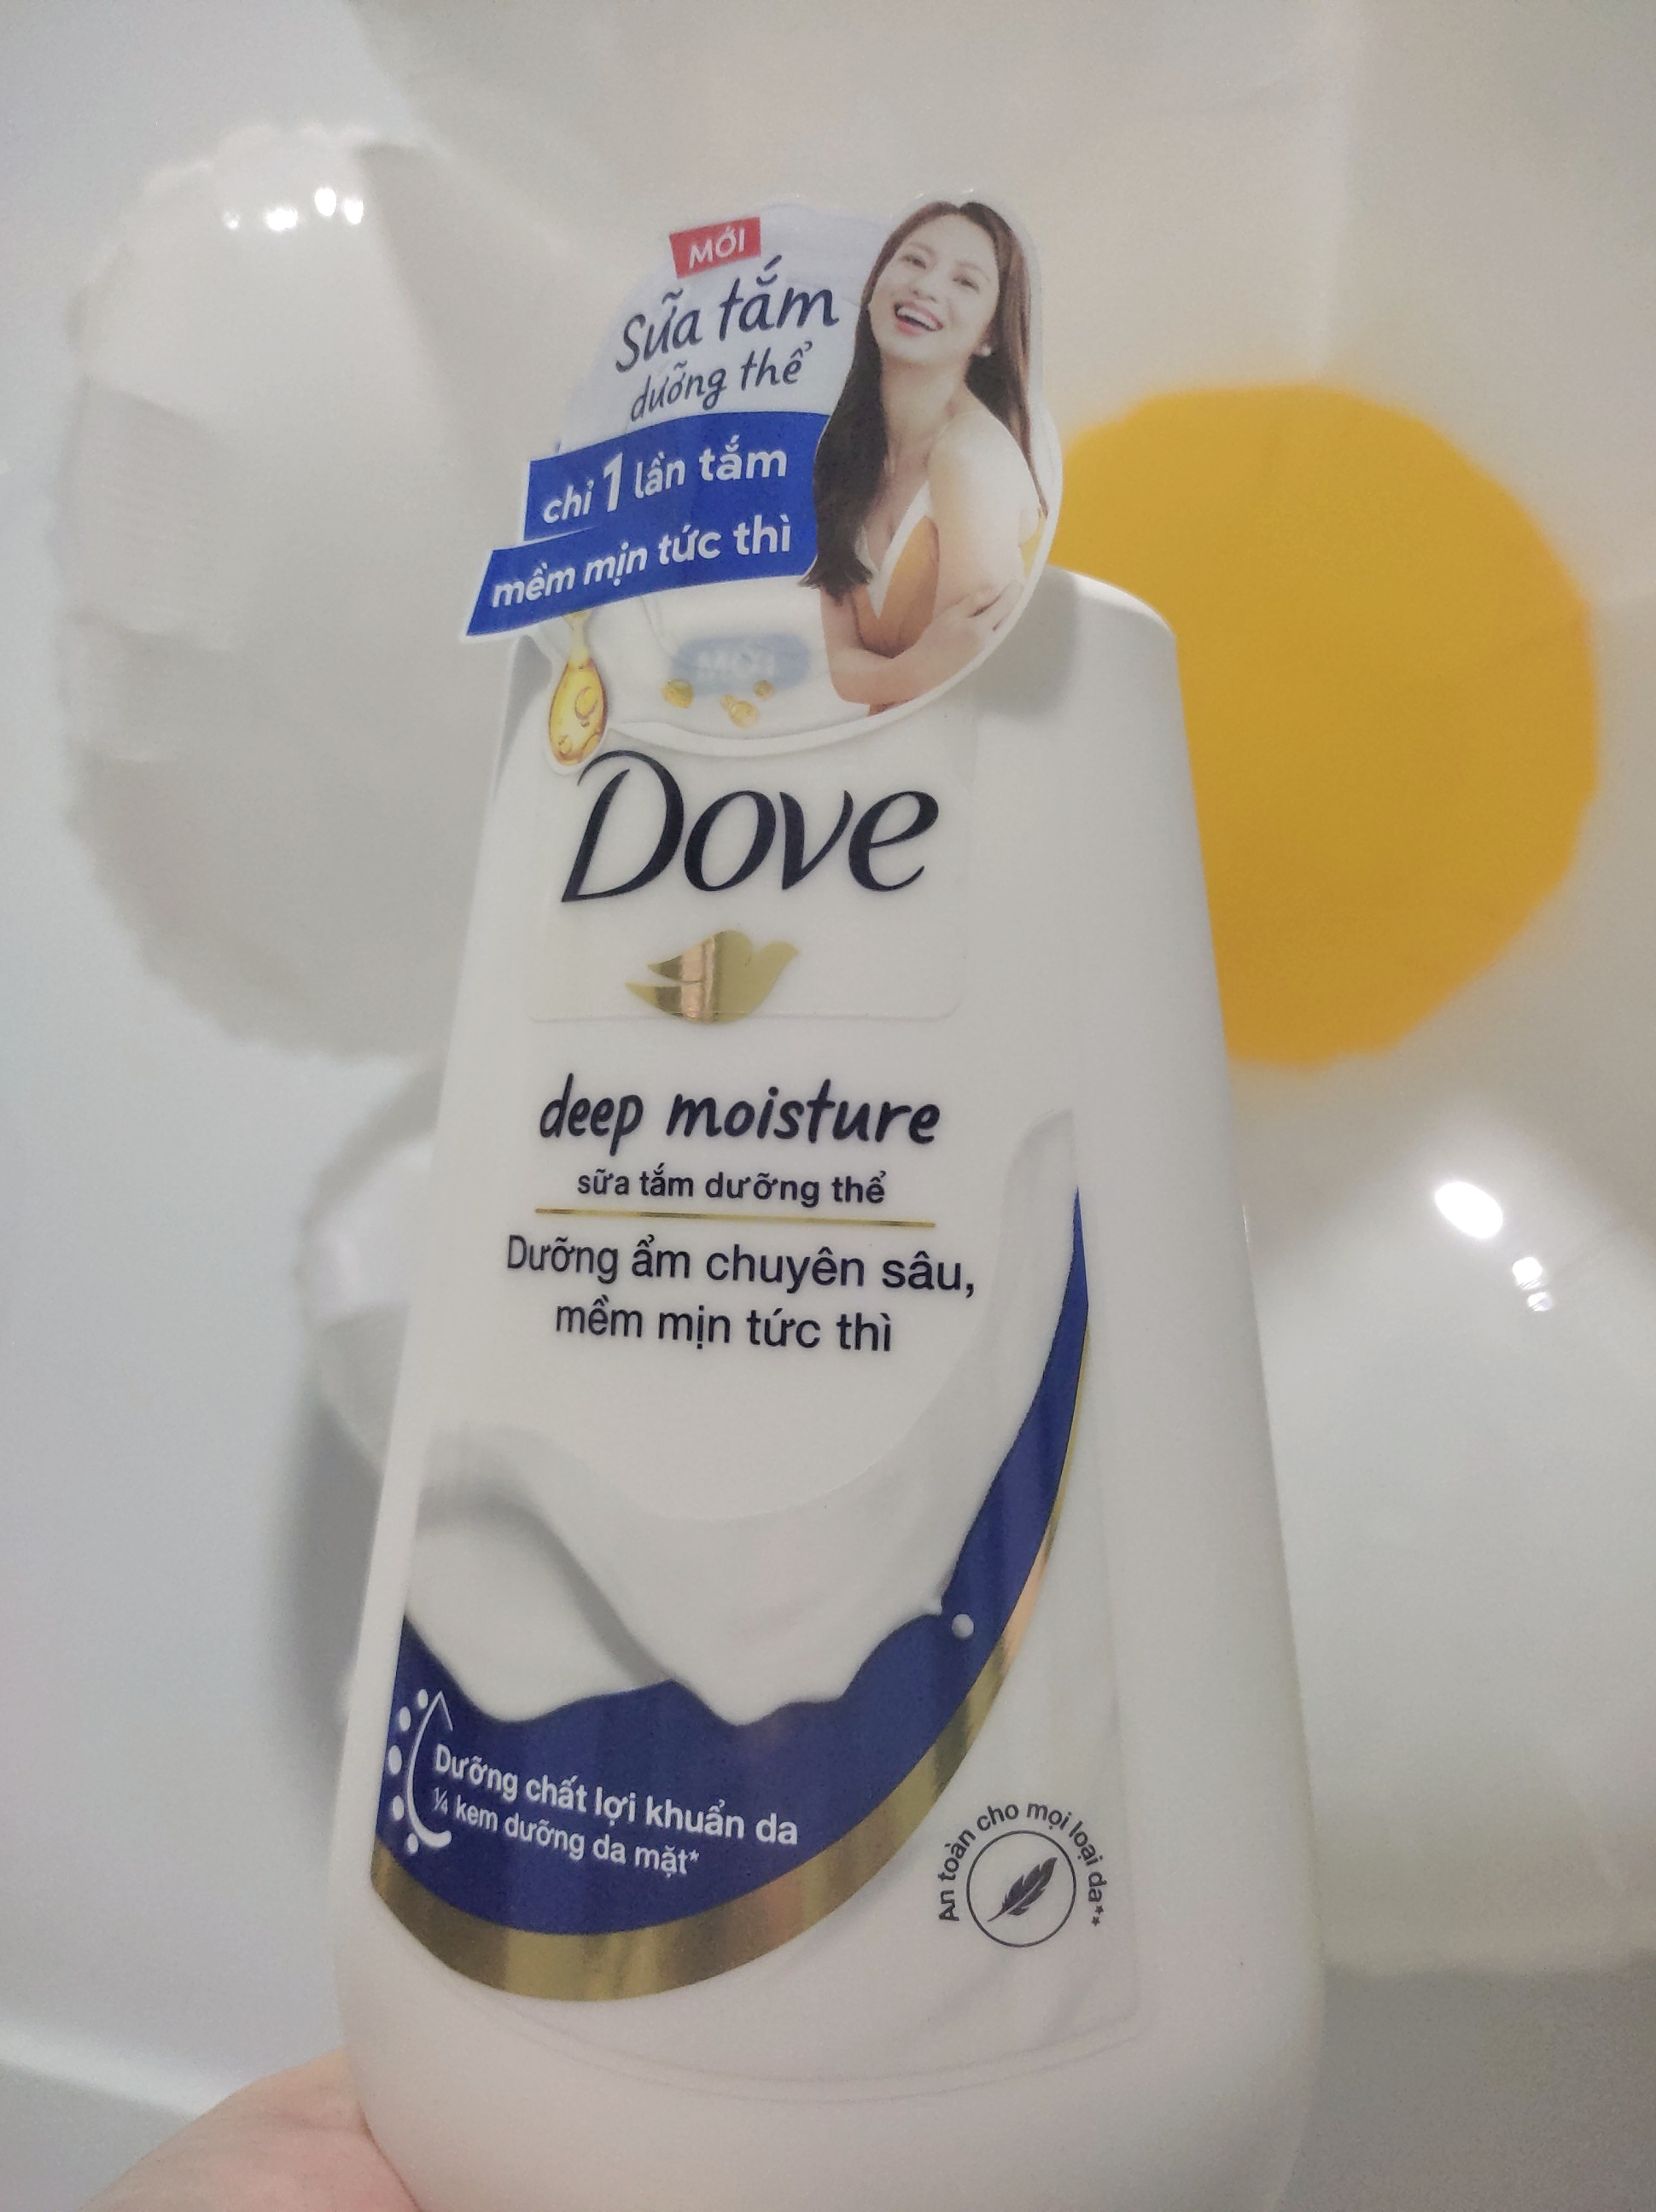 MỚI
Sữa tắm
dưỡng thể
chỉ 1 lần tắm
mềm mịn tức thì
MỚI
Dove
deep moisture
sữa tắm dưỡng thể
Dưỡng ẩm chuyên sâu,
mềm mịn tức thì
Dưỡng chất lợi khuẩn da
¼ kem dưỡng da mặt*
An toàn cho mọi loại da**